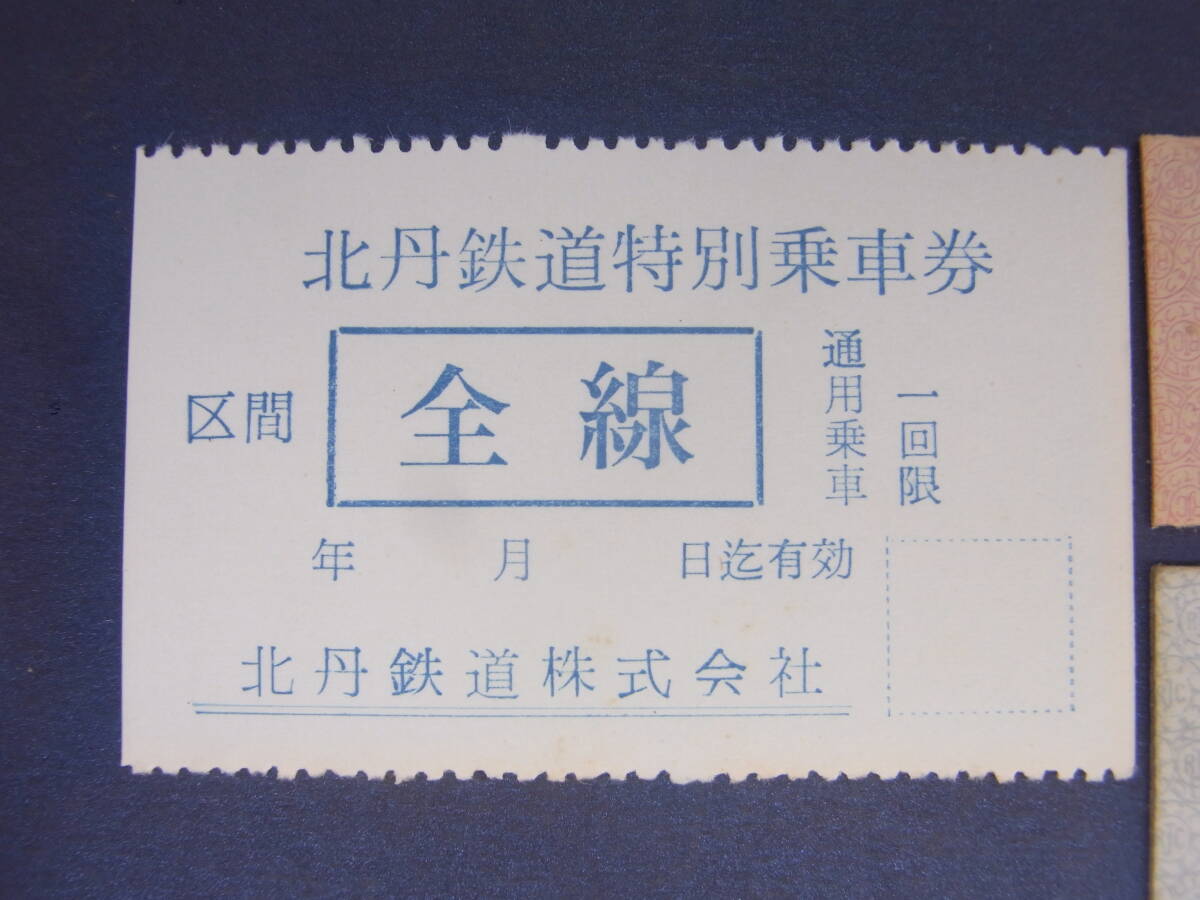 北丹鉄道特別乗車券
区間
全線
通用乗車
一回限
年 月 日迄有効
北丹鉄道株式会社